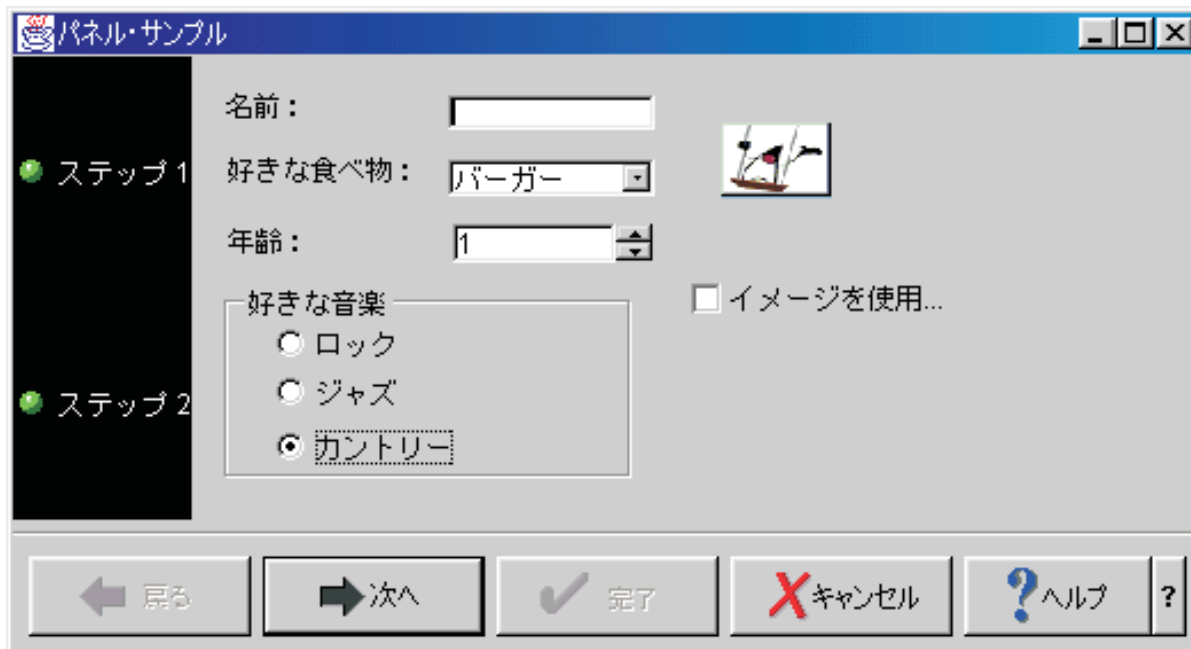 パネル・サンプル
ステップ 1
ステップ 2
名前：
好きな食べ物： バーガー
年齢： 1
好きな音楽
ロック
ジャズ
カントリー
イメージを使用...
戻る 次へ 完了 キャンセル ヘルプ ?